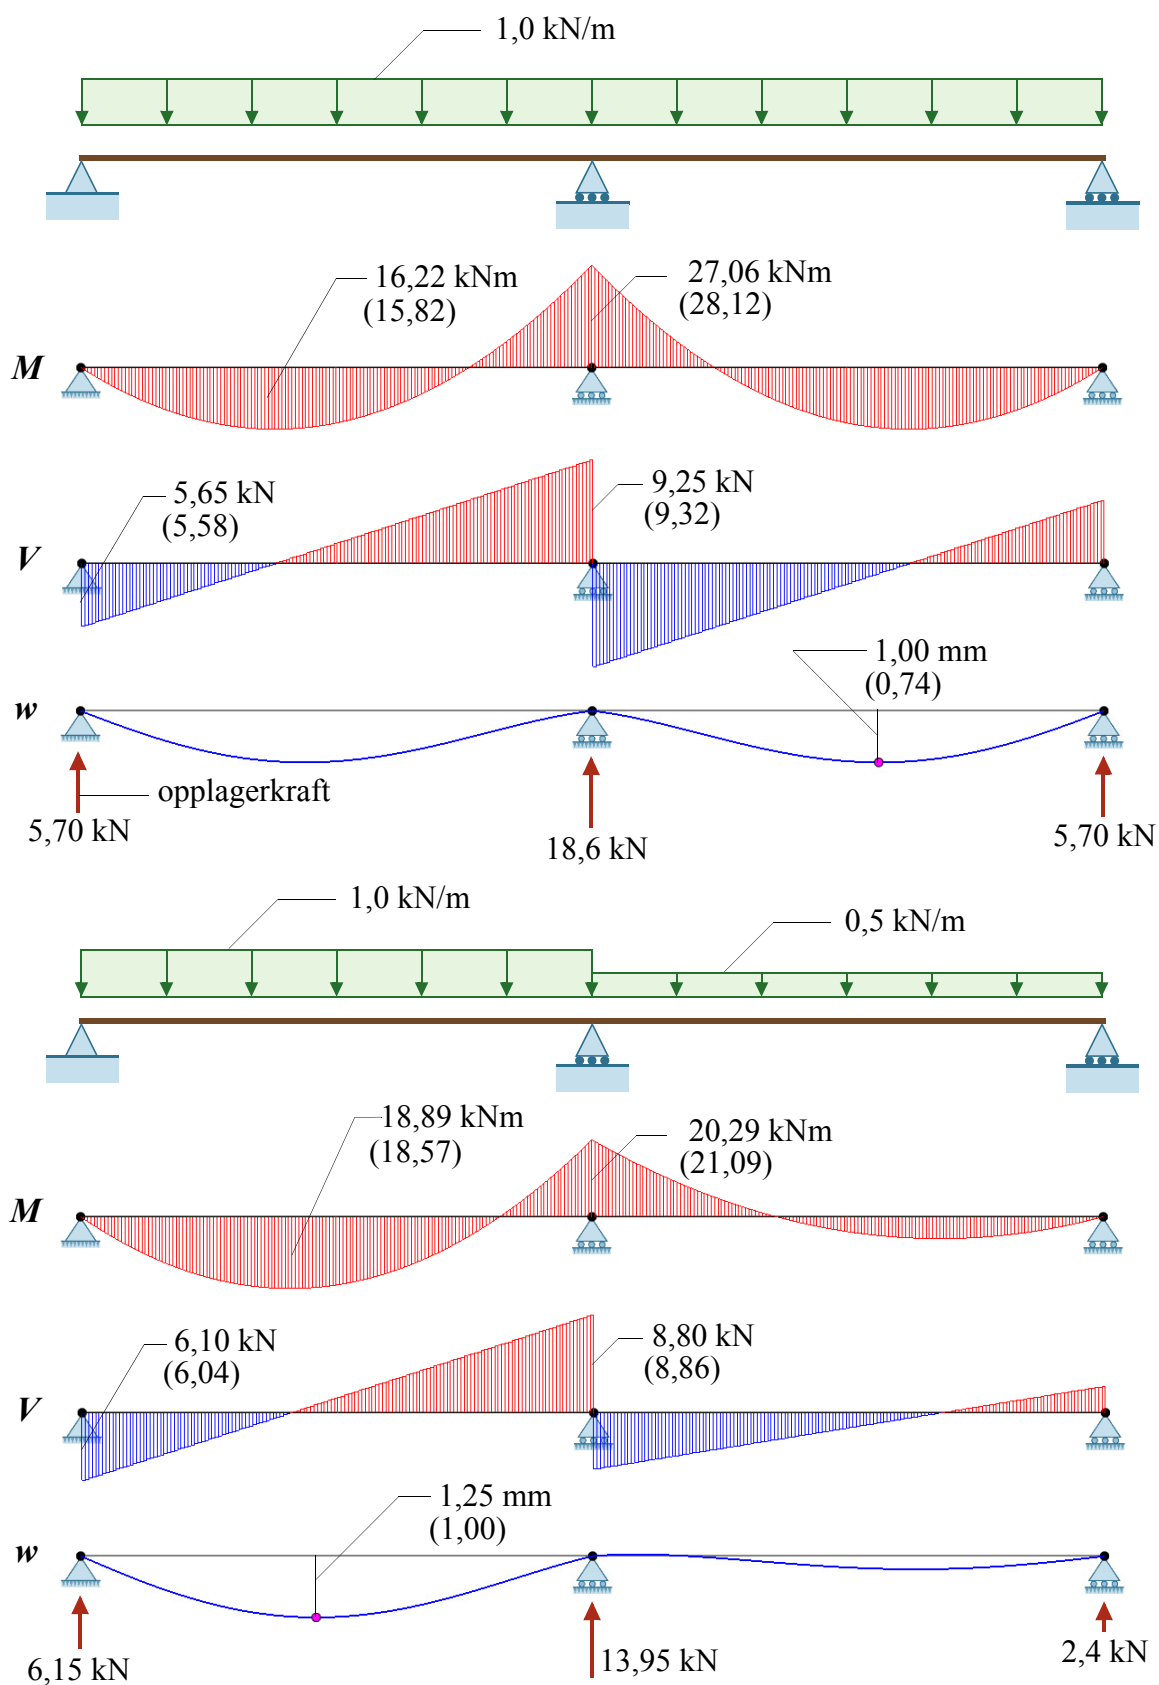 1,0 kN/m
16,22 kNm
(15,82)
27,06 kNm
(28,12)
M
5,65 kN
(5,58)
9,25 kN
(9,32)
V
1,00 mm
(0,74)
w
opplagerkraft
5,70 kN
18,6 kN
5,70 kN
1,0 kN/m
0,5 kN/m
18,89 kNm
(18,57)
20,29 kNm
(21,09)
M
6,10 kN
(6,04)
8,80 kN
(8,86)
V
1,25 mm
(1,00)
w
6,15 kN
13,95 kN
2,4 kN